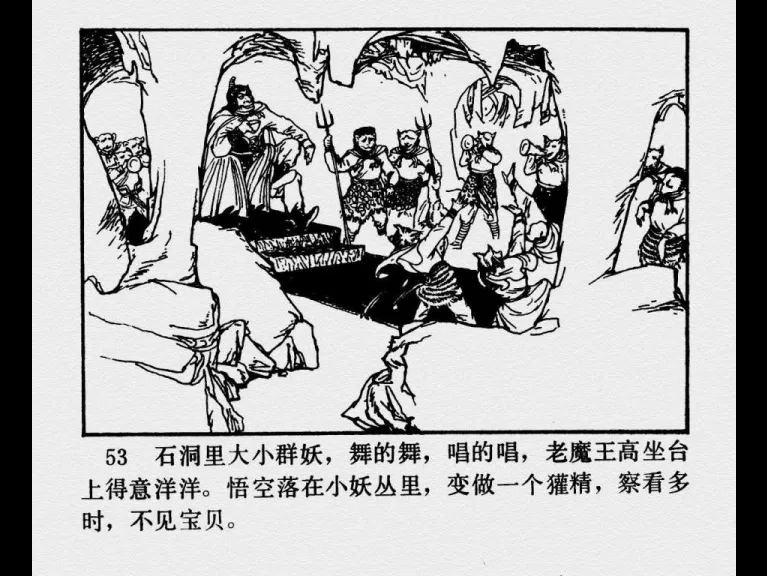 53 石洞里大小群妖，舞的舞，唱的唱，老魔王高坐台
上得意洋洋。悟空落在小妖丛里，变做一个獾精，察看多
时，不见宝贝。